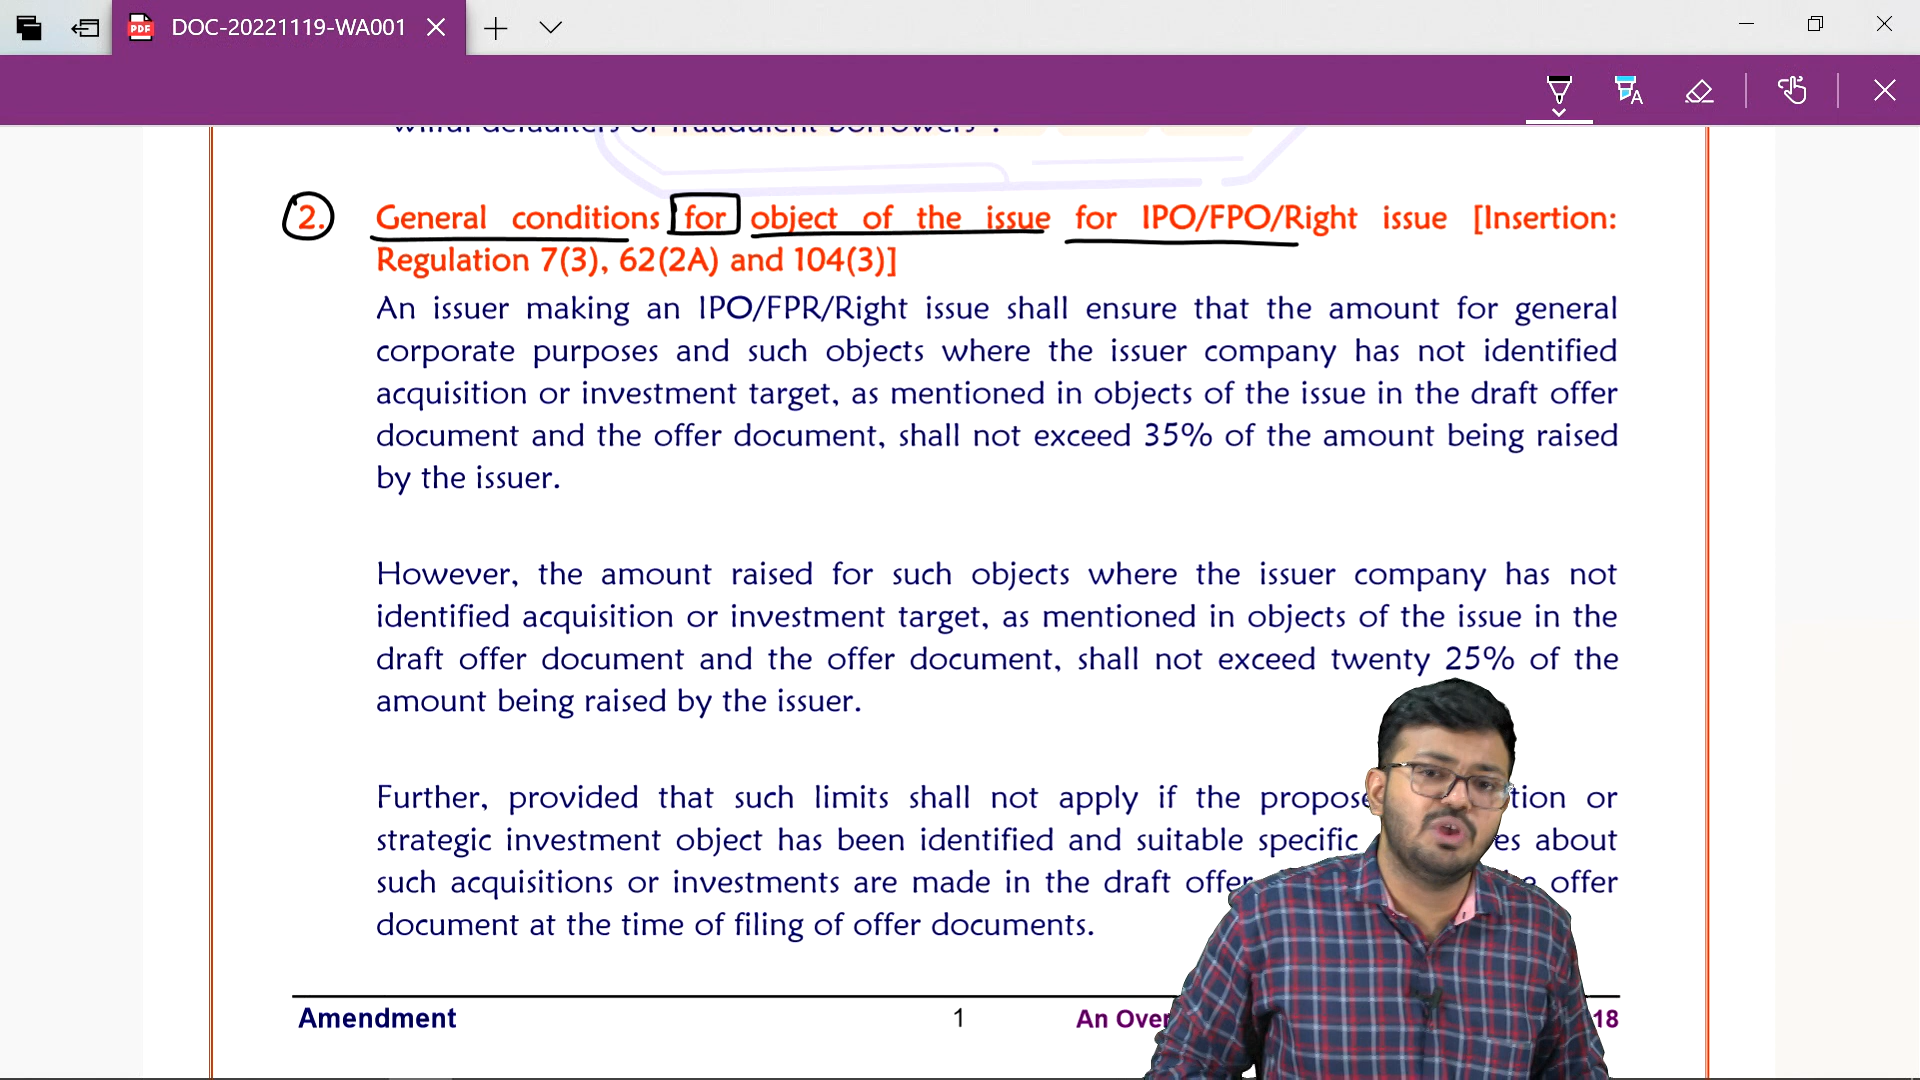 DOC-20221119-WA001
2. General conditions for object of the issue for IPO/FPO/Right issue [Insertion:
Regulation 7(3), 62(2A) and 104(3)]
An issuer making an IPO/FPR/Right issue shall ensure that the amount for general
corporate purposes and such objects where the issuer company has not identified
acquisition or investment target, as mentioned in objects of the issue in the draft offer
document and the offer document, shall not exceed 35% of the amount being raised
by the issuer.
However, the amount raised for such objects where the issuer company has not
identified acquisition or investment target, as mentioned in objects of the issue in the
draft offer document and the offer document, shall not exceed twenty 25% of the
amount being raised by the issuer.
Further, provided that such limits shall not apply if the or
strategic investment object has been identified and suitable specific about
such acquisitions or investments are made in the draft offer offer
document at the time of filing of offer documents.
Amendment 1 An 18